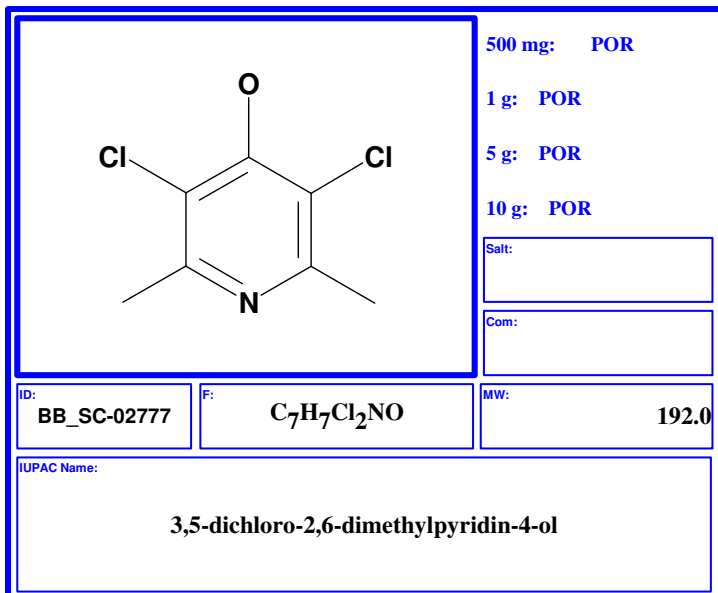 500 mg: POR
O
1 g: POR
Cl
Cl
5 g: POR
10 g: POR
Salt:
N
Com:
ID:
BB_SC-02777
F:
C7H7Cl2NO
MW:
192.0
IUPAC Name:
3,5-dichloro-2,6-dimethylpyridin-4-ol